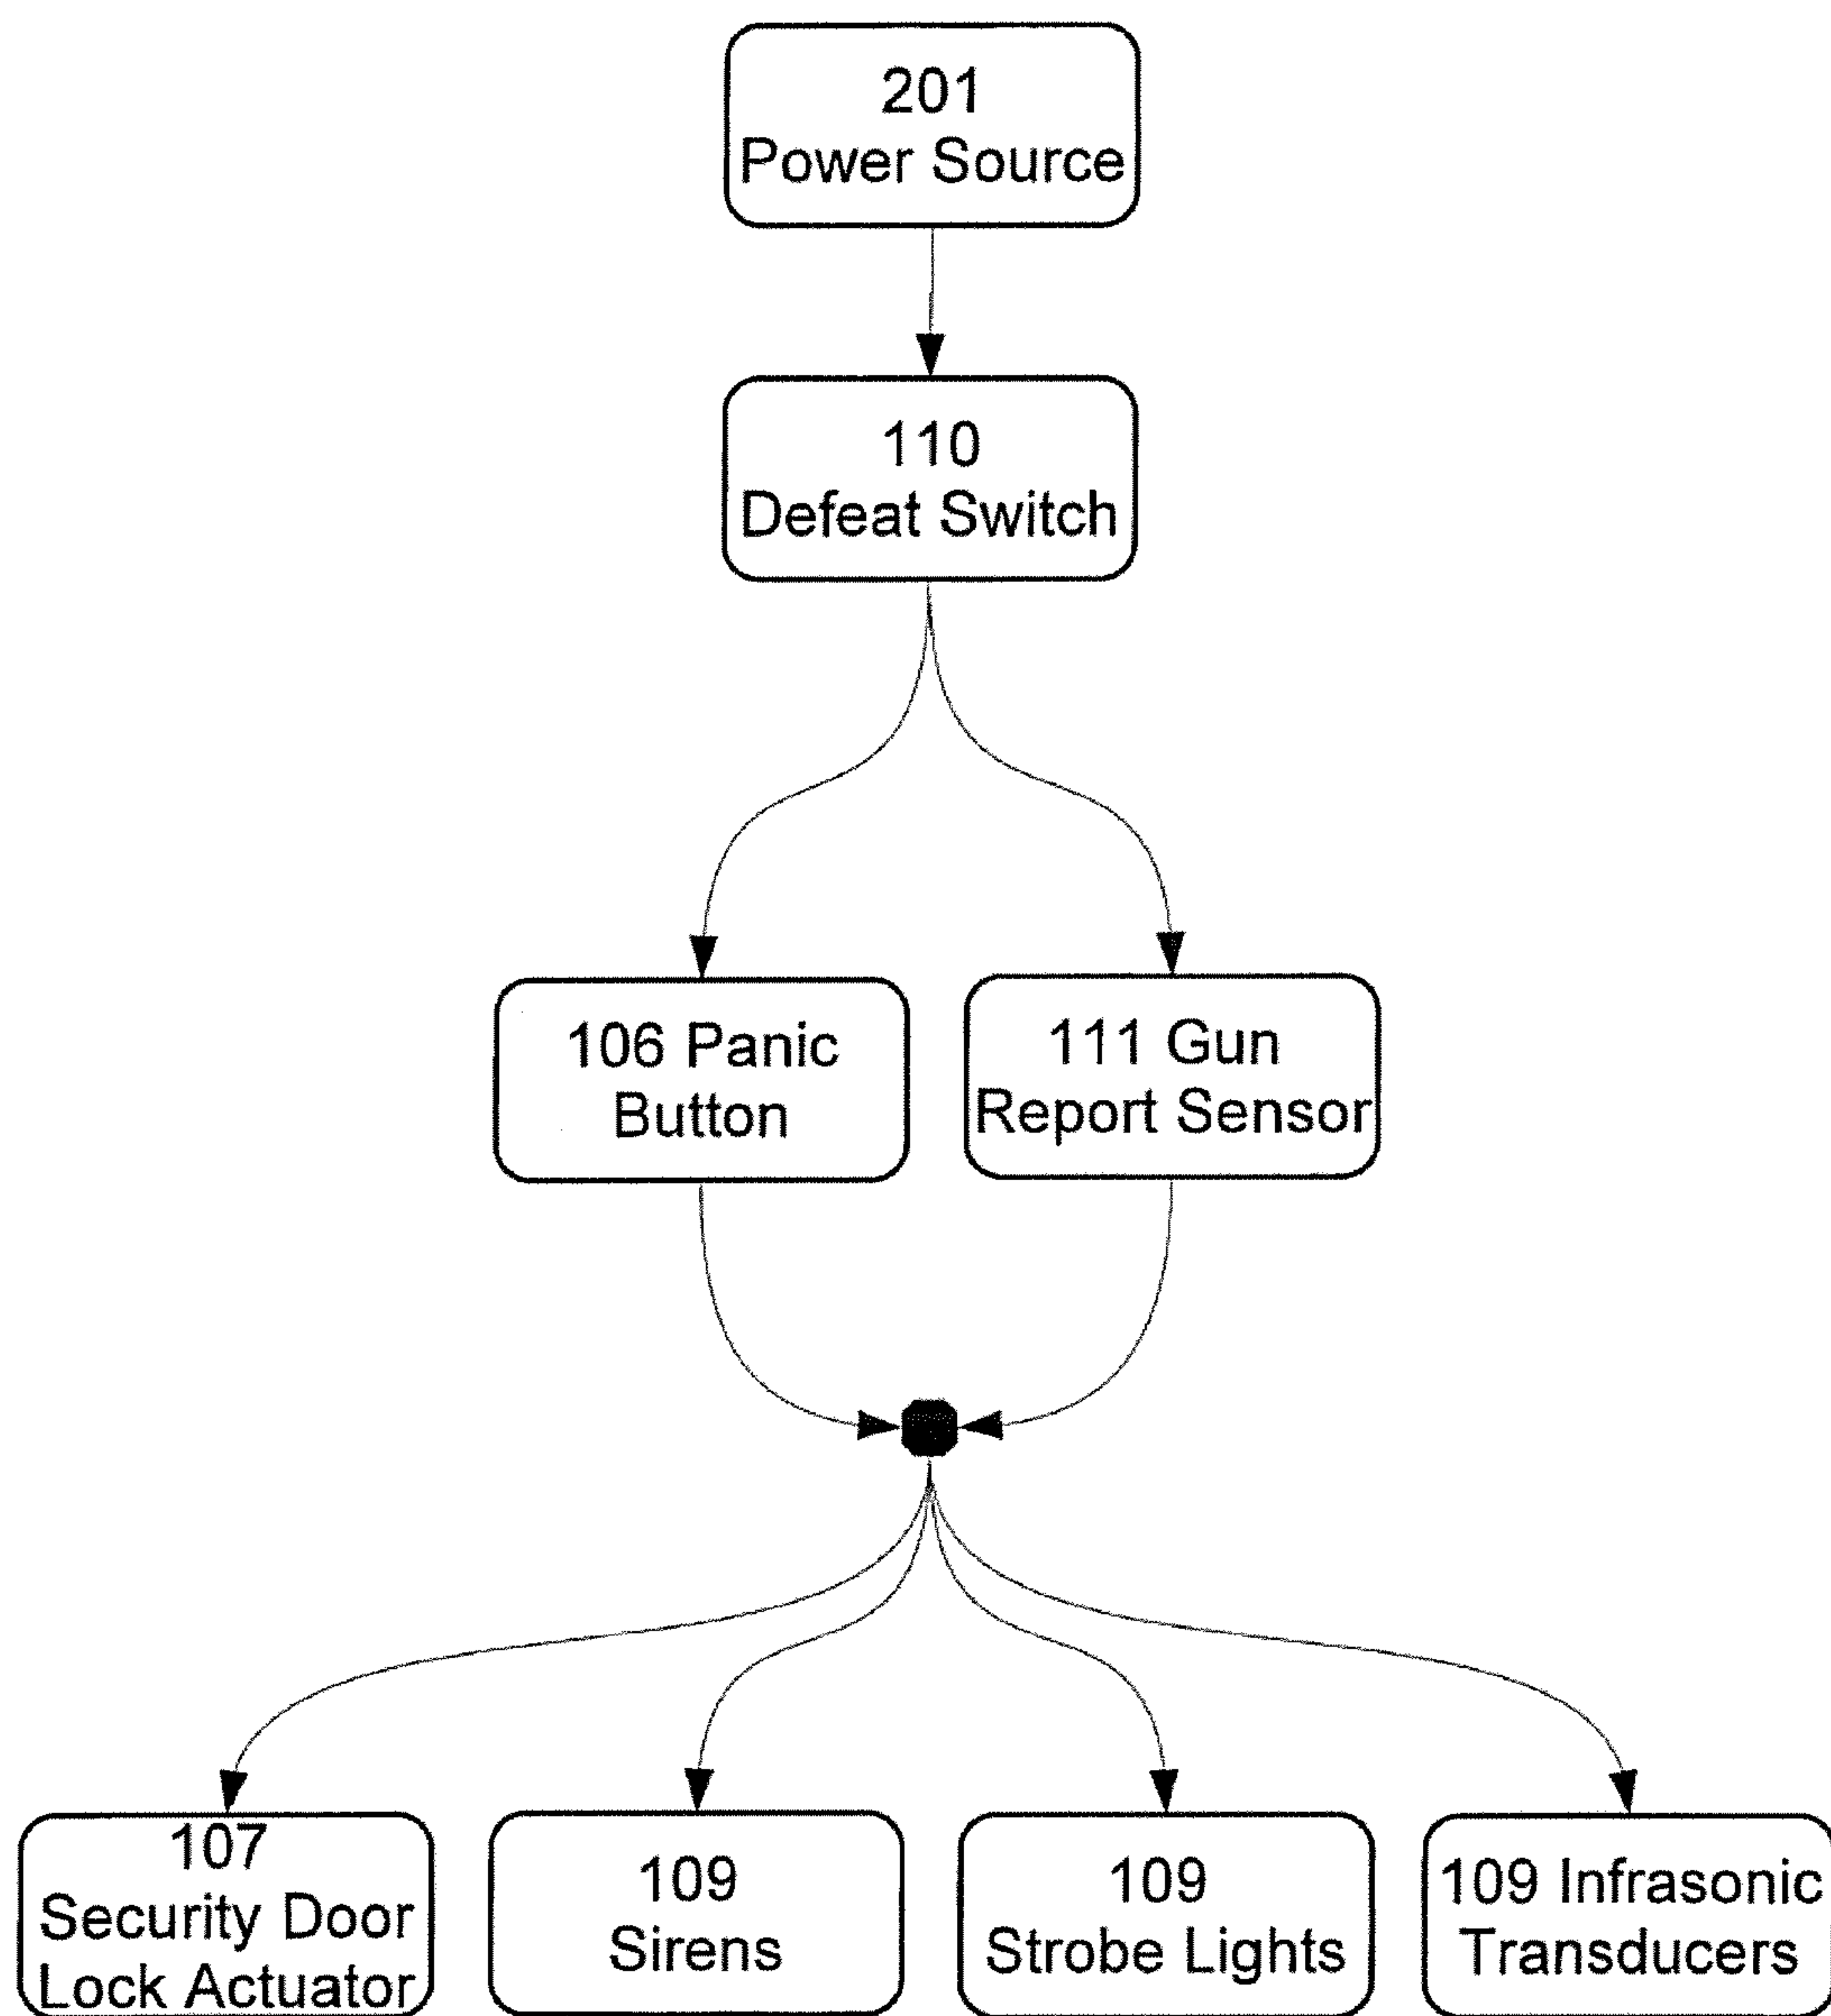 201
Power Source
110
Defeat Switch
106 Panic
Button
111 Gun
Report Sensor
107
Security Door
Lock Actuator
109
Sirens
109
Strobe Lights
109 Infrasonic
Transducers